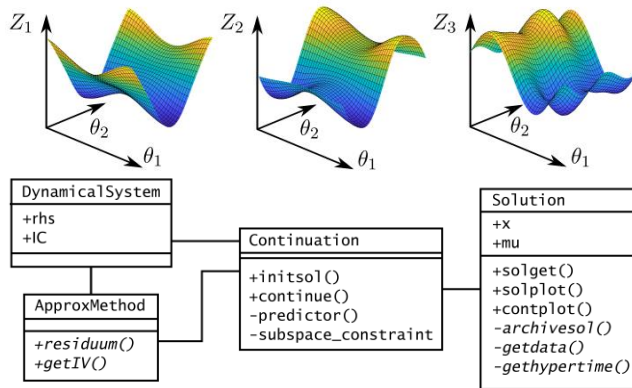 Z₁
Z₂
Z₃
θ₂
θ₁
θ₂
θ₁
θ₂
θ₁
DynamicalSystem
+rhs
+IC
ApproxMethod
+residuum()
+getIV()
Continuation
+initsol()
+continue()
-predictor()
-subspace_constraint
Solution
+x
+mu
+solget()
+solplot()
+contplot()
-archivesol()
-getdata()
-gethypertime()